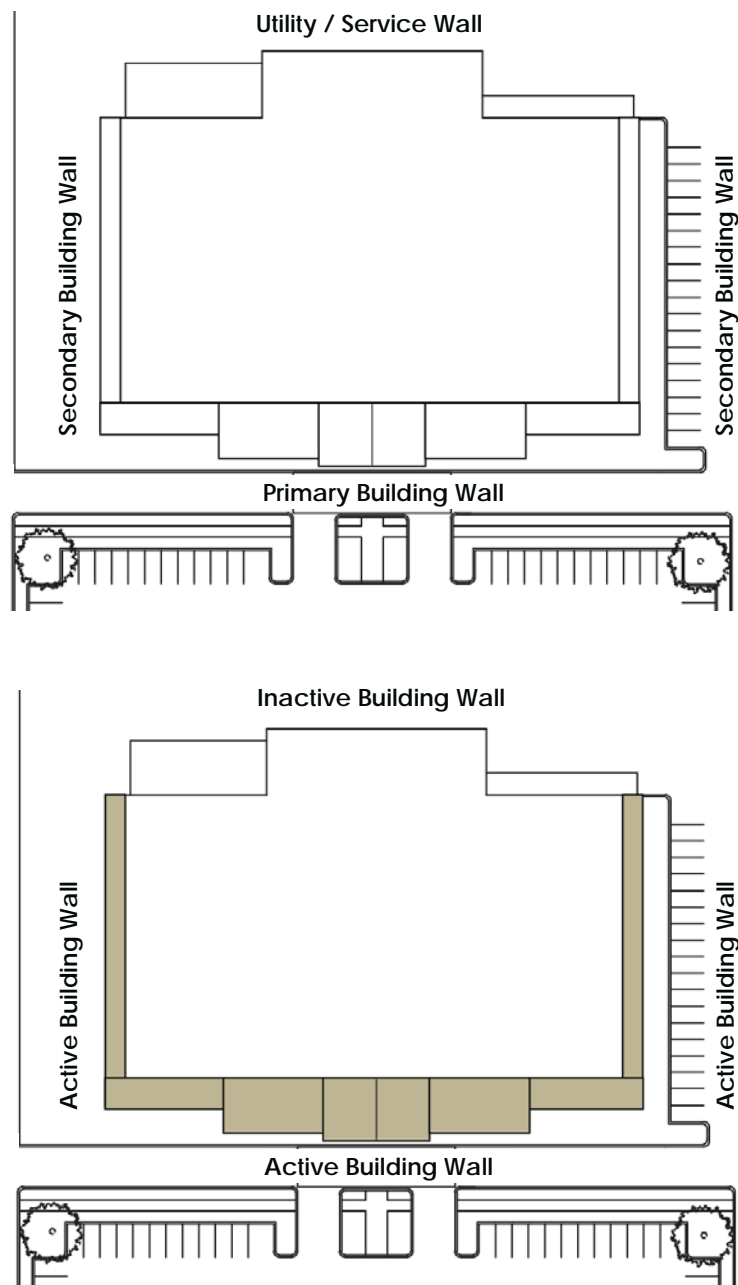 Utility / Service Wall
Secondary Building Wall
Secondary Building Wall
Primary Building Wall
Inactive Building Wall
Active Building Wall
Active Building Wall
Active Building Wall